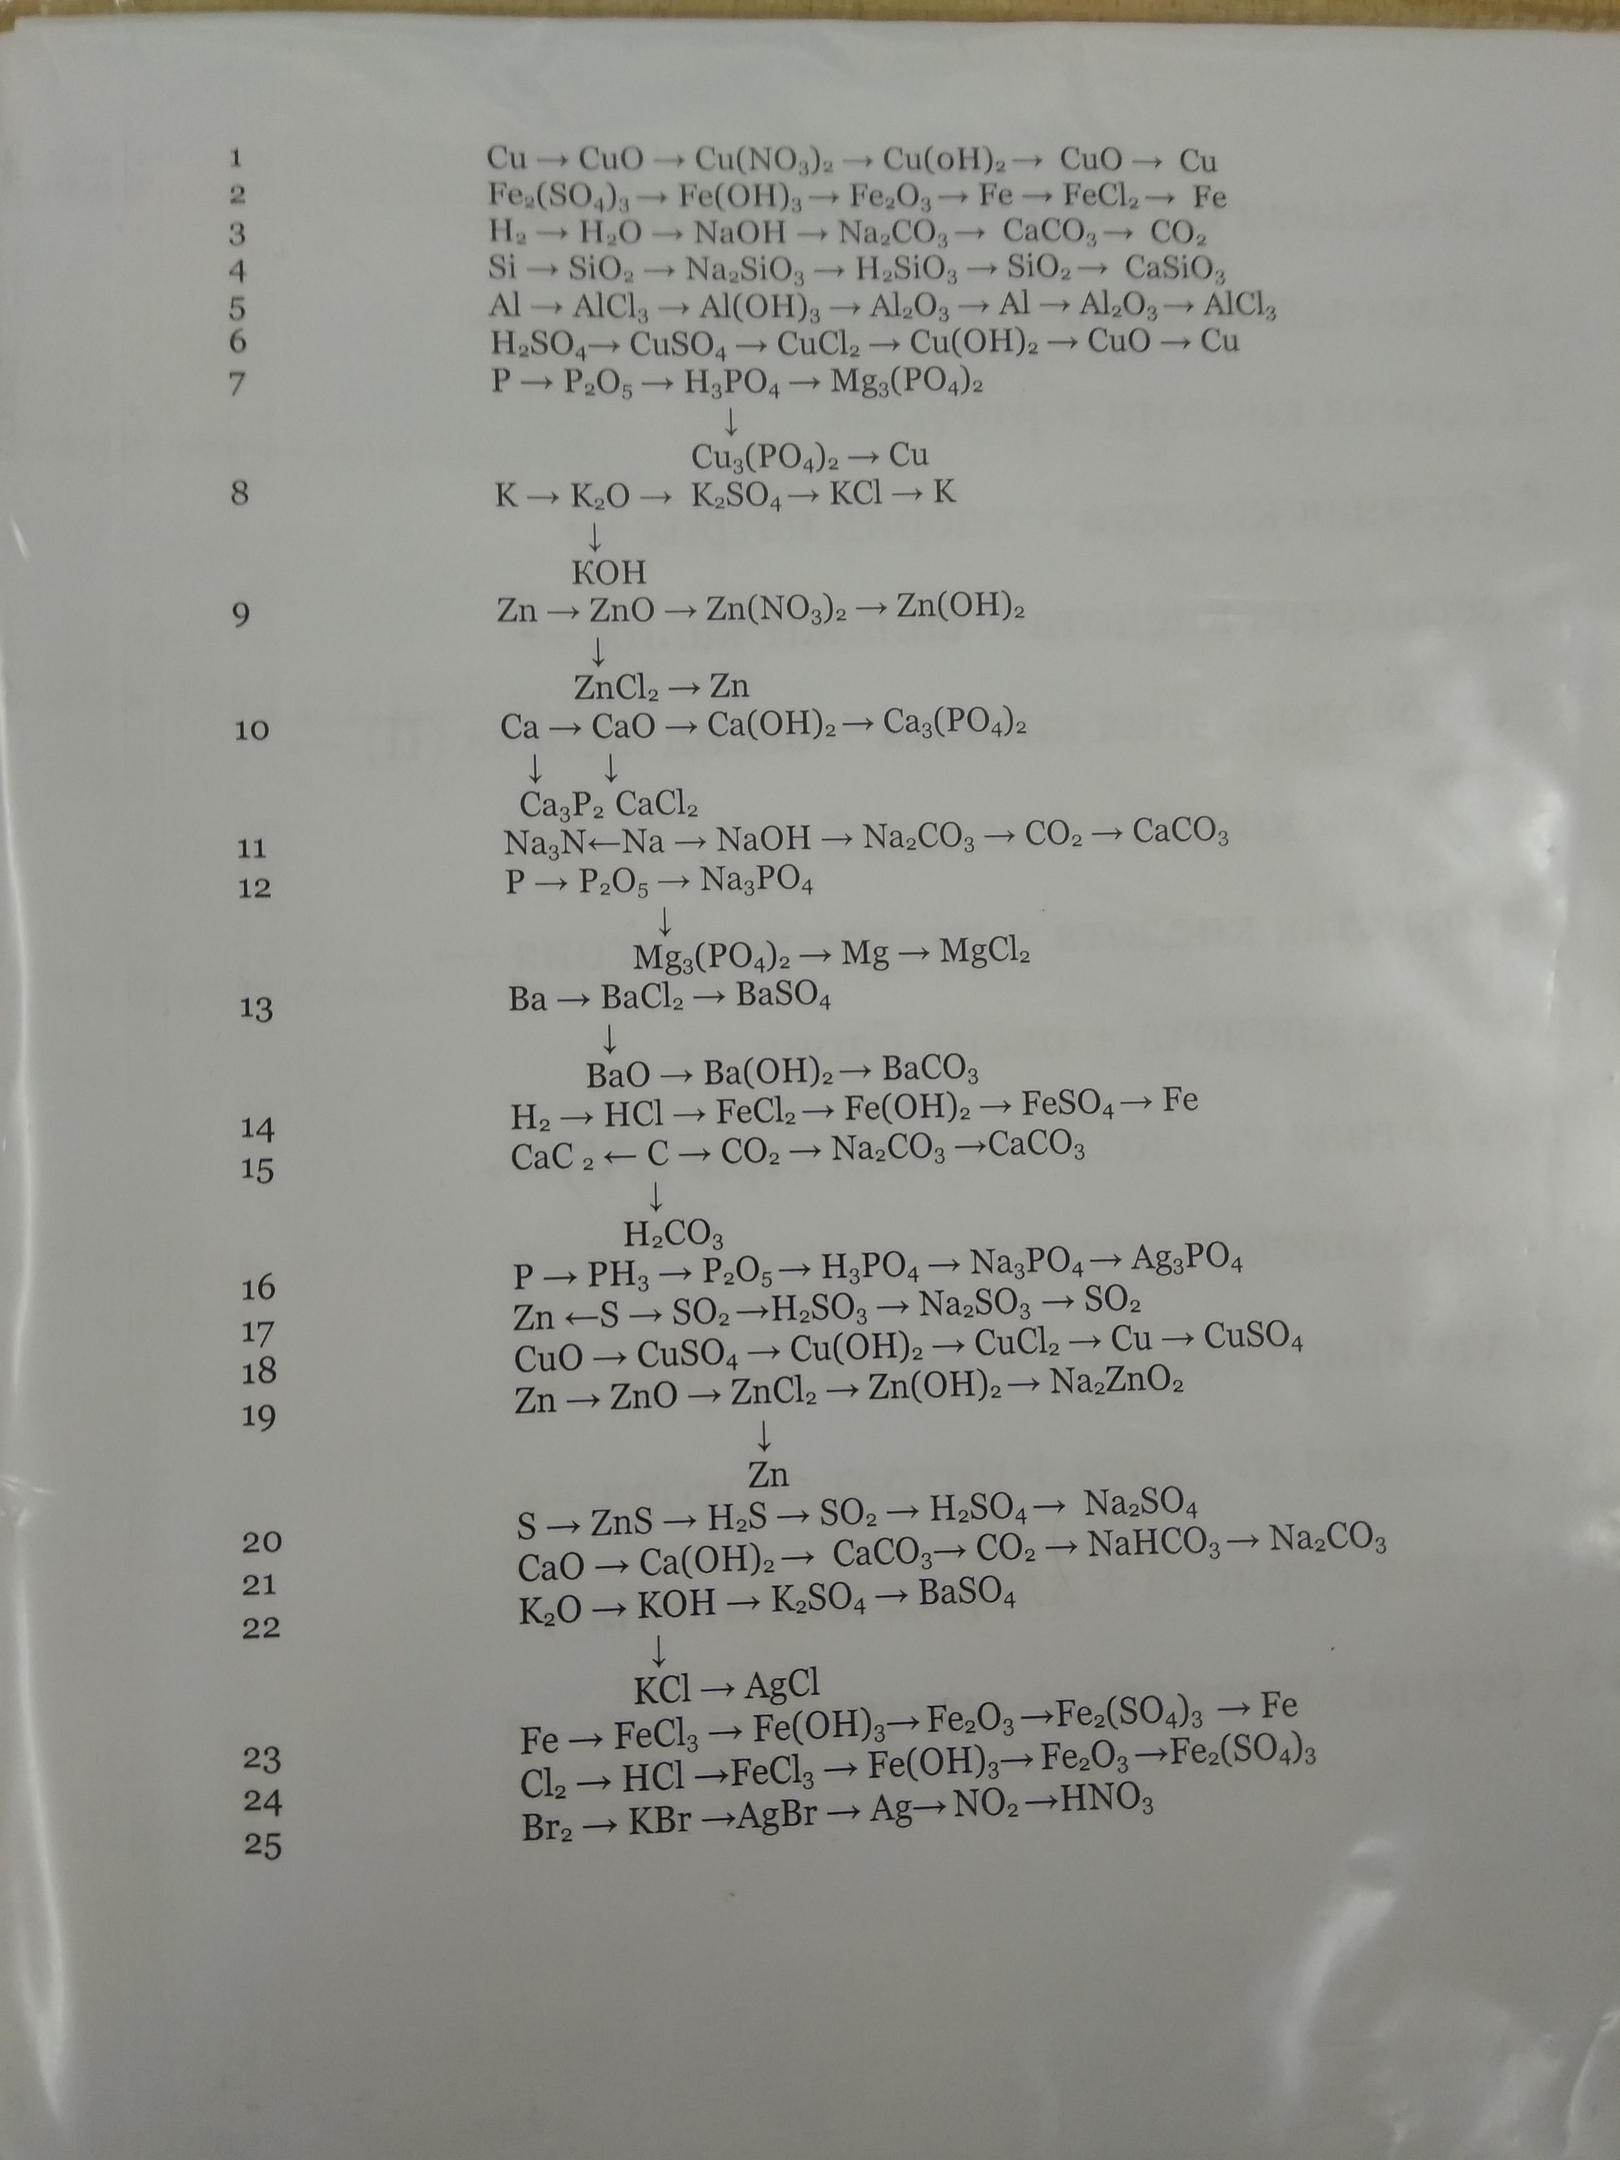 1 Cu → CuO → Cu(NO₃)₂ → Cu(oH)₂ → CuO → Cu
2 Fe₂(SO₄)₃ → Fe(OH)₃ → Fe₂O₃ → Fe → FeCl₂ → Fe
3 H₂ → H₂O → NaOH → Na₂CO₃ → CaCO₃ → CO₂
4 Si → SiO₂ → Na₂SiO₃ → H₂SiO₃ → SiO₂ → CaSiO₃
5 Al → AlCl₃ → Al(OH)₃ → Al₂O₃ → Al → Al₂O₃ → AlCl₃
6 H₂SO₄ → CuSO₄ → CuCl₂ → Cu(OH)₂ → CuO → Cu
7 P → P₂O₅ → H₃PO₄ → Mg₃(PO₄)₂
↓
Cu₃(PO₄)₂ → Cu
8 K → K₂O → K₂SO₄ → KCl → K
↓
KOH
9 Zn → ZnO → Zn(NO₃)₂ → Zn(OH)₂
↓
ZnCl₂ → Zn
10 Ca → CaO → Ca(OH)₂ → Ca₃(PO₄)₂
↓ ↓
Ca₃P₂ CaCl₂
11 Na₃N←Na → NaOH → Na₂CO₃ → CO₂ → CaCO₃
12 P → P₂O₅ → Na₃PO₄
↓
Mg₃(PO₄)₂ → Mg → MgCl₂
13 Ba → BaCl₂ → BaSO₄
↓
BaO → Ba(OH)₂ → BaCO₃
14 H₂ → HCl → FeCl₂ → Fe(OH)₂ → FeSO₄ → Fe
15 CaC ₂ ← C → CO₂ → Na₂CO₃ →CaCO₃
↓
H₂CO₃
16 P → PH₃ → P₂O₅ → H₃PO₄ → Na₃PO₄ → Ag₃PO₄
17 Zn ←S → SO₂ →H₂SO₃ → Na₂SO₃ → SO₂
18 CuO → CuSO₄ → Cu(OH)₂ → CuCl₂ → Cu → CuSO₄
19 Zn → ZnO → ZnCl₂ → Zn(OH)₂ → Na₂ZnO₂
↓
Zn
20 S → ZnS → H₂S → SO₂ → H₂SO₄ → Na₂SO₄
21 CaO → Ca(OH)₂ → CaCO₃ → CO₂ → NaHCO₃ → Na₂CO₃
22 K₂O → KOH → K₂SO₄ → BaSO₄
↓
KCl → AgCl
23 Fe → FeCl₃ → Fe(OH)₃ → Fe₂O₃ →Fe₂(SO₄)₃ → Fe
24 Cl₂ → HCl →FeCl₃ → Fe(OH)₃ → Fe₂O₃ →Fe₂(SO₄)₃
25 Br₂ → KBr →AgBr → Ag → NO₂ →HNO₃